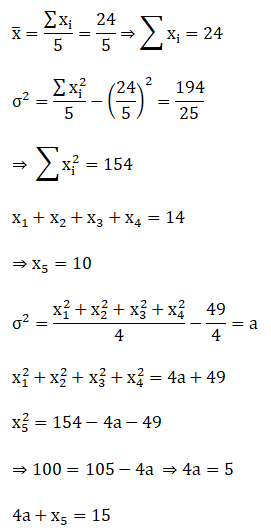 x̄ = ∑xᵢ/5 = 24/5 ⇒ ∑xᵢ = 24
σ² = ∑xᵢ²/5 − (24/5)² = 194/25
⇒ ∑xᵢ² = 154
x₁ + x₂ + x₃ + x₄ = 14
⇒ x₅ = 10
σ² = (x₁² + x₂² + x₃² + x₄²)/4 − 49/4 = a
x₁² + x₂² + x₃² + x₄² = 4a + 49
x₅² = 154 − 4a − 49
⇒ 100 = 105 − 4a ⇒ 4a = 5
4a + x₅ = 15